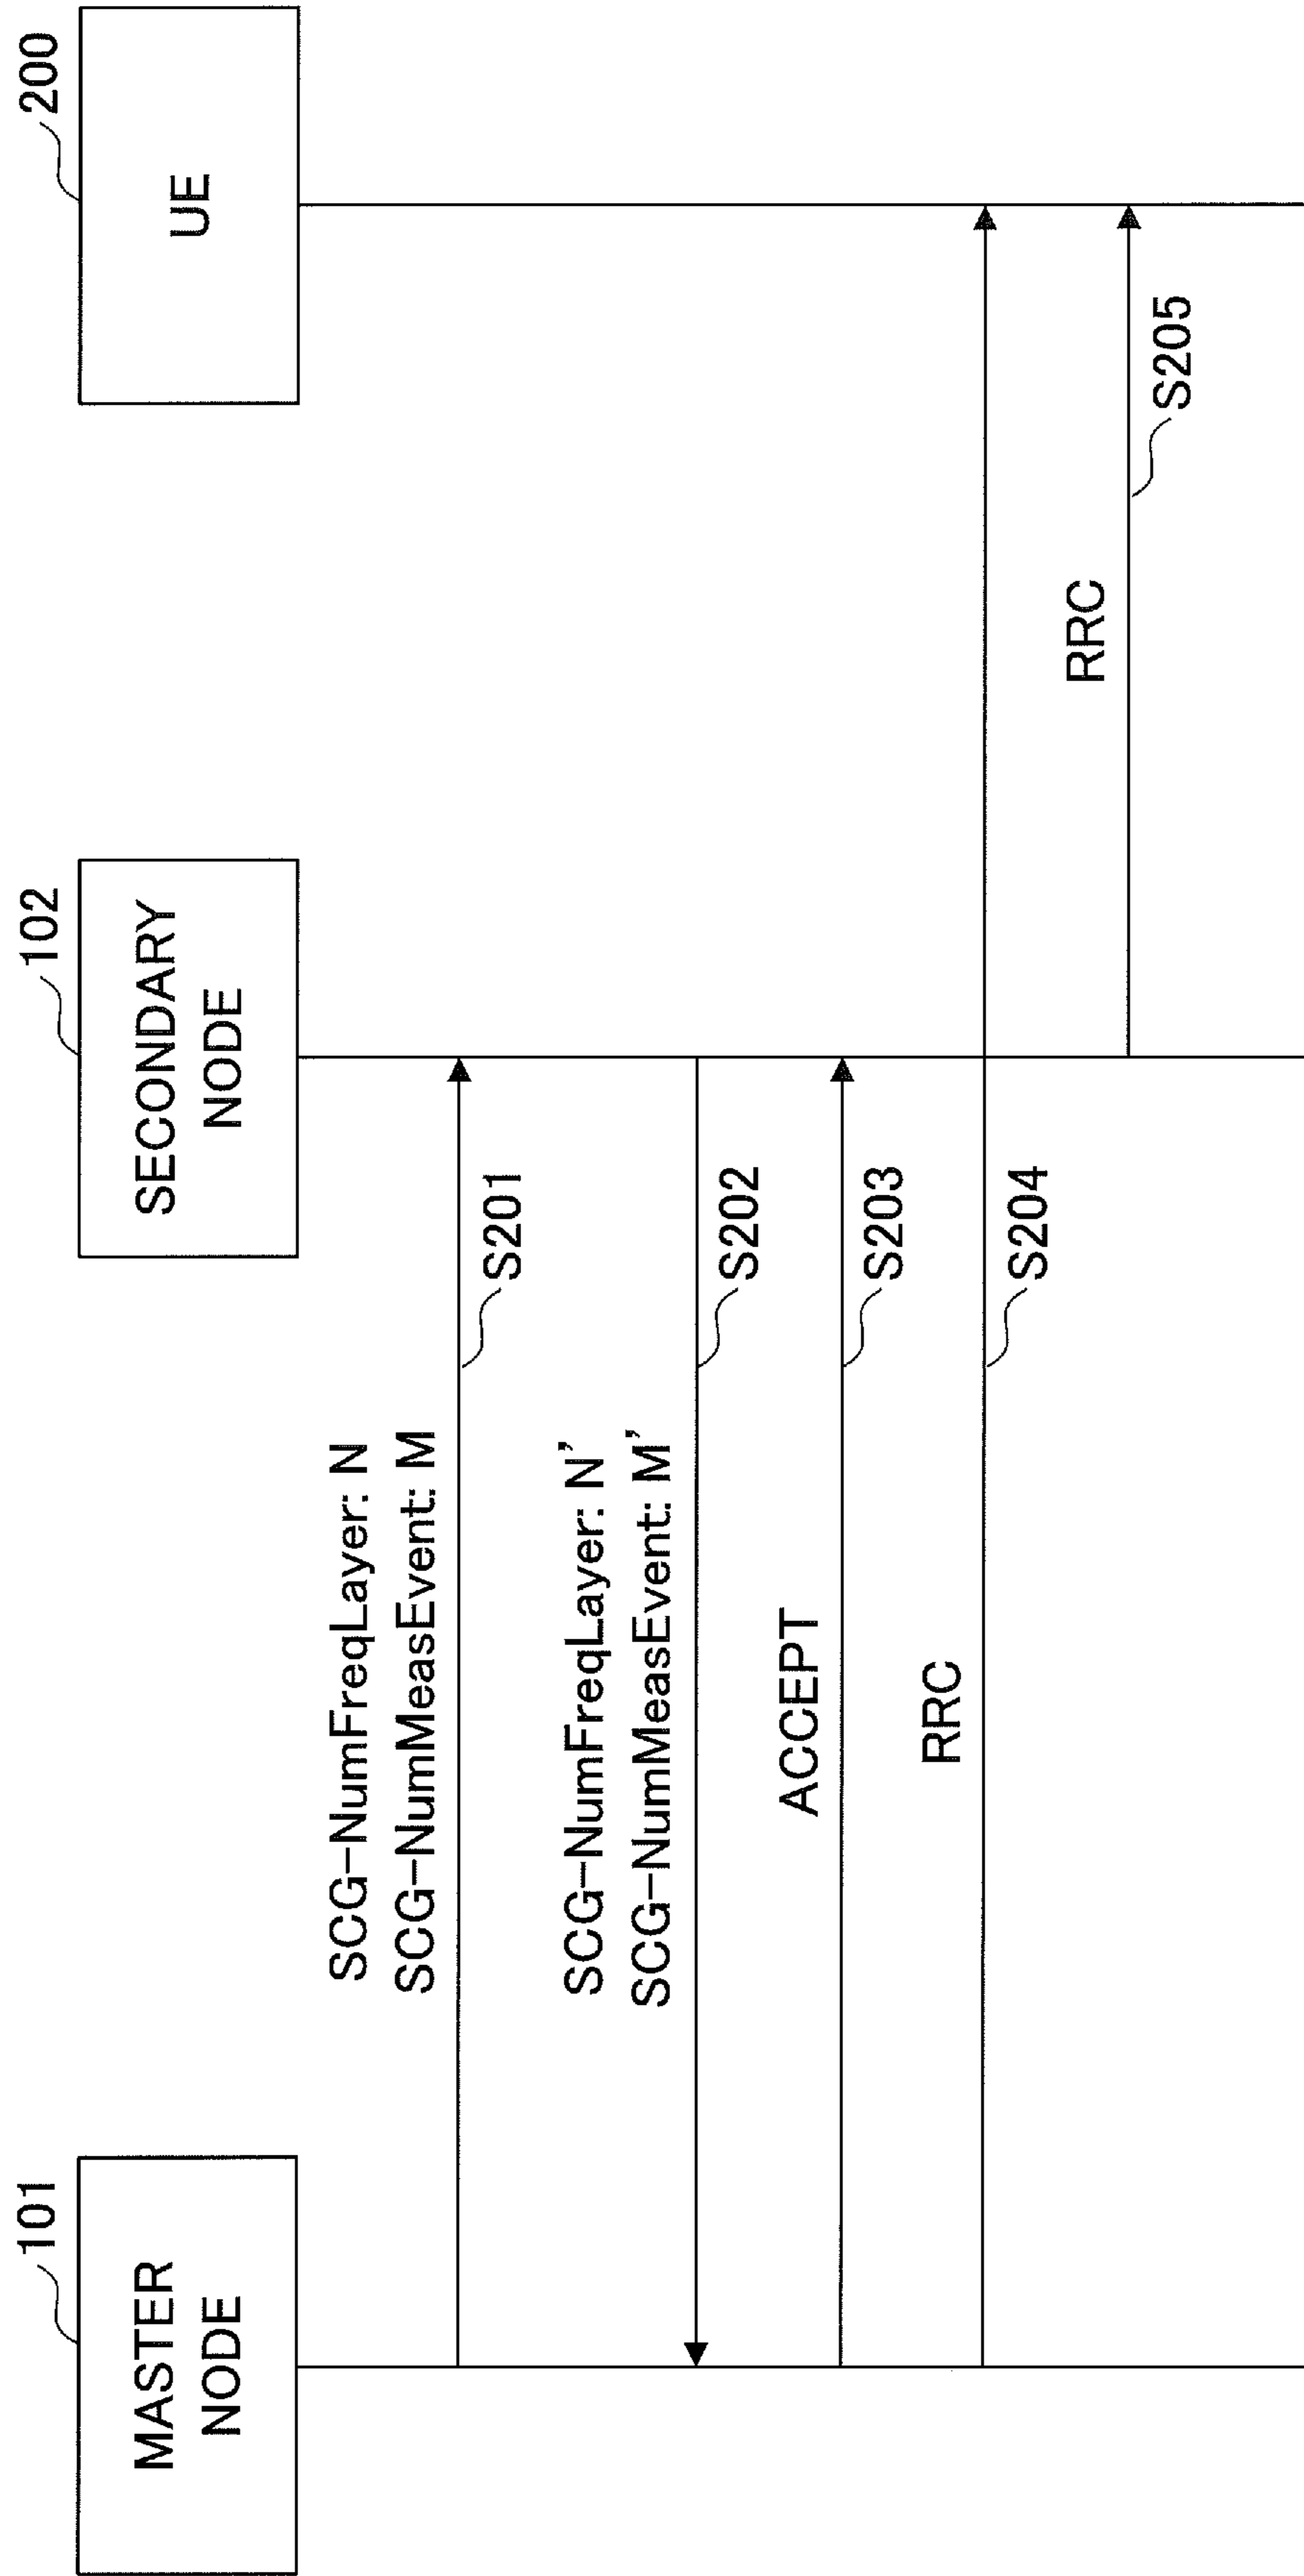 101
MASTER
NODE
102
SECONDARY
NODE
200
UE
SCG-NumFreqLayer: N
SCG-NumMeasEvent: M
S201
SCG-NumFreqLayer: N'
SCG-NumMeasEvent: M'
S202
ACCEPT
S203
RRC
S204
RRC
S205